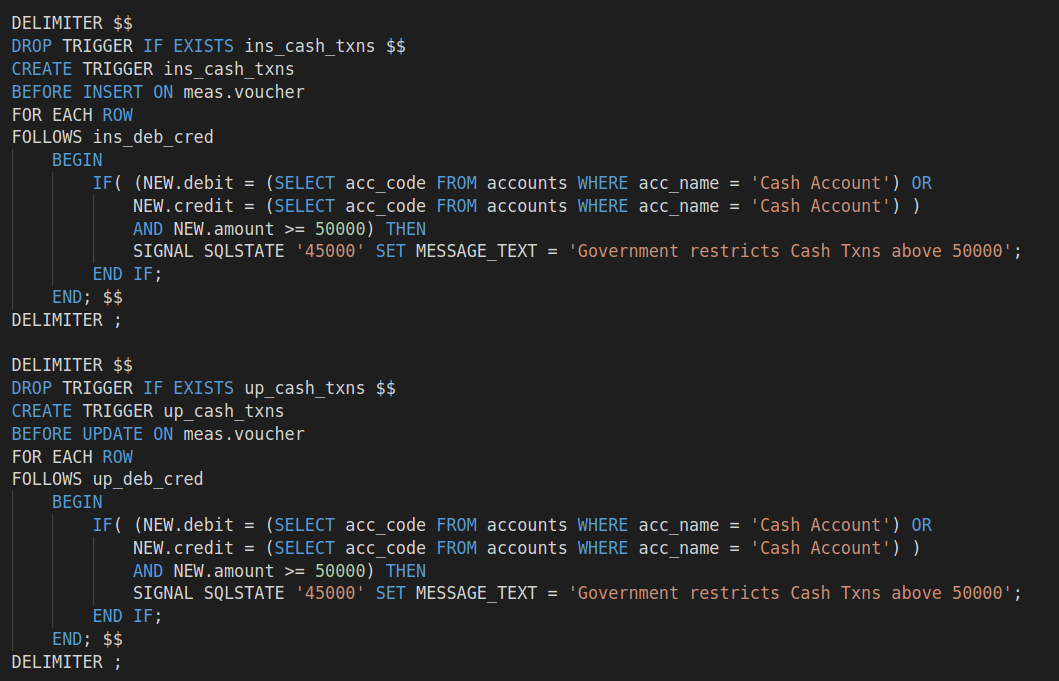 DELIMITER $$
DROP TRIGGER IF EXISTS ins_cash_txns $$
CREATE TRIGGER ins_cash_txns
BEFORE INSERT ON meas.voucher
FOR EACH ROW
FOLLOWS ins_deb_cred
    BEGIN
        IF( (NEW.debit = (SELECT acc_code FROM accounts WHERE acc_name = 'Cash Account') OR
            NEW.credit = (SELECT acc_code FROM accounts WHERE acc_name = 'Cash Account') )
            AND NEW.amount >= 50000) THEN
            SIGNAL SQLSTATE '45000' SET MESSAGE_TEXT = 'Government restricts Cash Txns above 50000';
        END IF;
    END; $$
DELIMITER ;

DELIMITER $$
DROP TRIGGER IF EXISTS up_cash_txns $$
CREATE TRIGGER up_cash_txns
BEFORE UPDATE ON meas.voucher
FOR EACH ROW
FOLLOWS up_deb_cred
    BEGIN
        IF( (NEW.debit = (SELECT acc_code FROM accounts WHERE acc_name = 'Cash Account') OR
            NEW.credit = (SELECT acc_code FROM accounts WHERE acc_name = 'Cash Account') )
            AND NEW.amount >= 50000) THEN
            SIGNAL SQLSTATE '45000' SET MESSAGE_TEXT = 'Government restricts Cash Txns above 50000';
        END IF;
    END; $$
DELIMITER ;